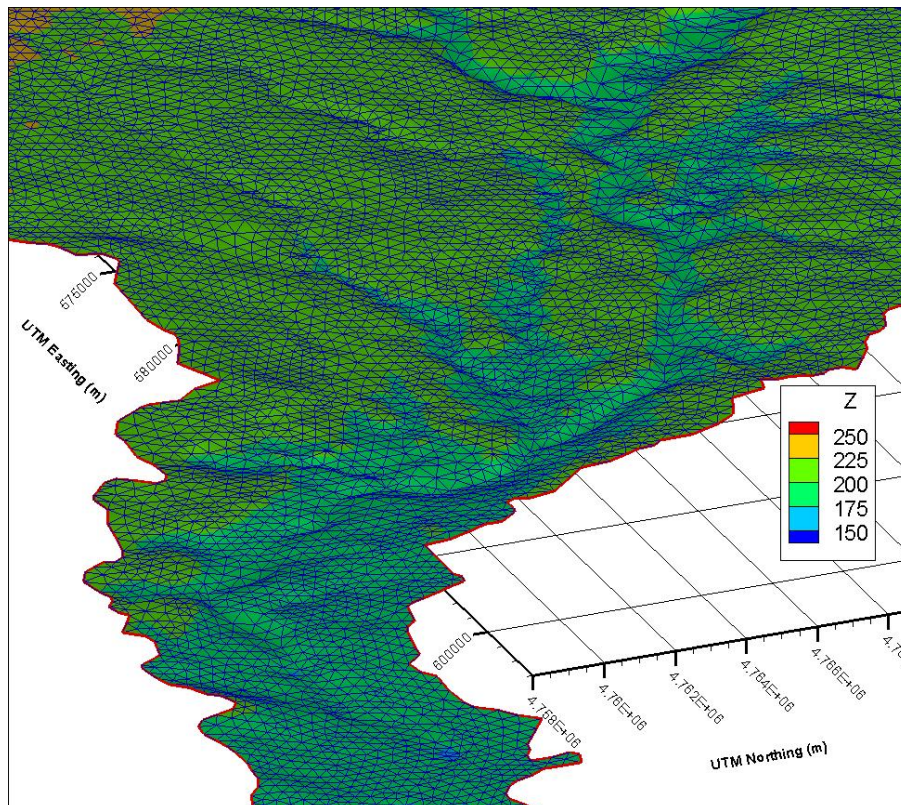 575000
580000
UTM Easting (m)
Z
250
225
200
175
150
600000
4.758E+06
4.76E+06
4.762E+06
4.764E+06
4.766E+06
UTM Northing (m)